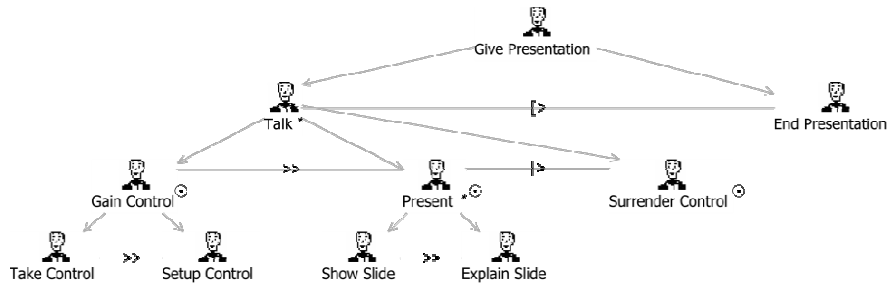 Give Presentation
[>
Talk *
End Presentation
>>
[>
Gain Control
Present *
Surrender Control
>>
>>
Take Control
Setup Control
Show Slide
Explain Slide